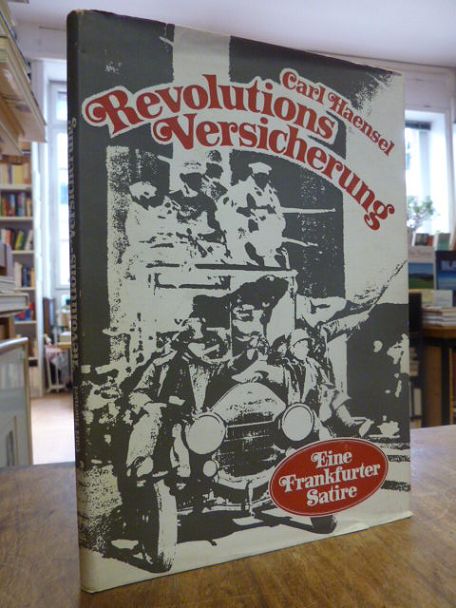 Carl Haensel
Revolutions
Versicherung
Eine
Frankfurter
Satire